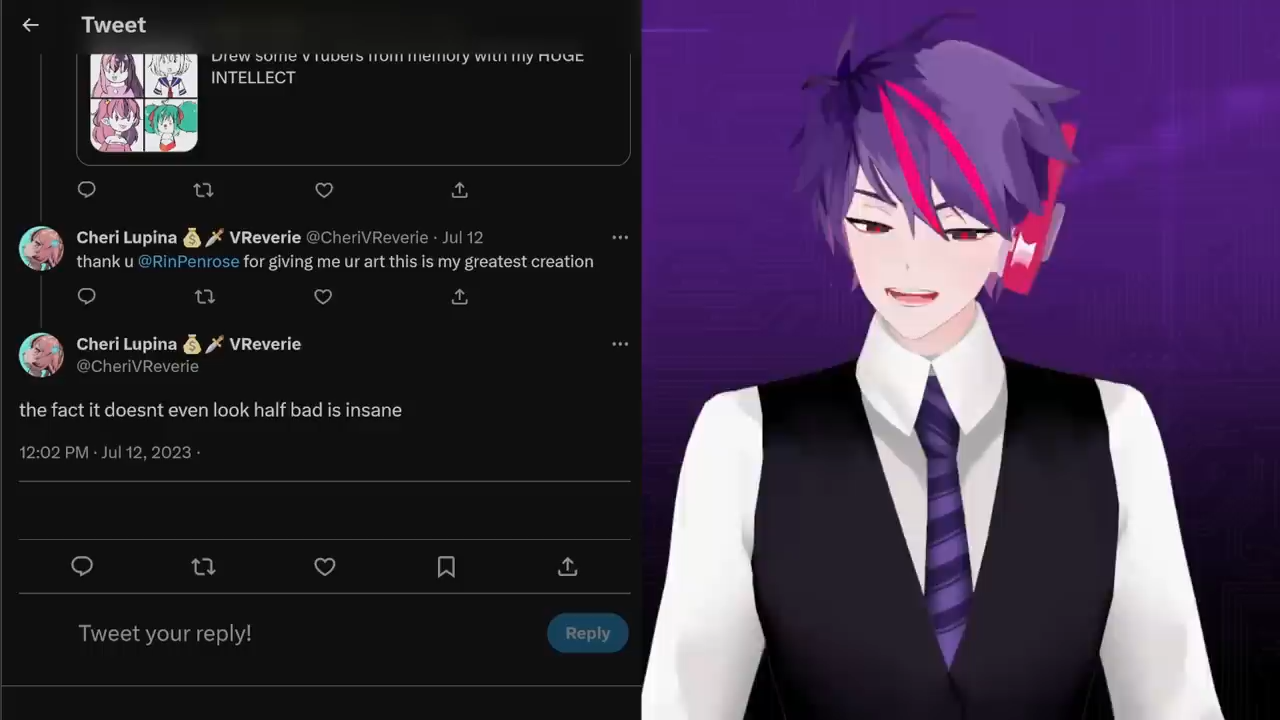 Tweet
Drew some VTubers from memory with my HUGE
INTELLECT
Cheri Lupina 💰🗡️ VReverie @CheriVReverie · Jul 12
thank u @RinPenrose for giving me ur art this is my greatest creation
Cheri Lupina 💰🗡️ VReverie
@CheriVReverie
the fact it doesnt even look half bad is insane
12:02 PM · Jul 12, 2023 ·
Tweet your reply!
Reply